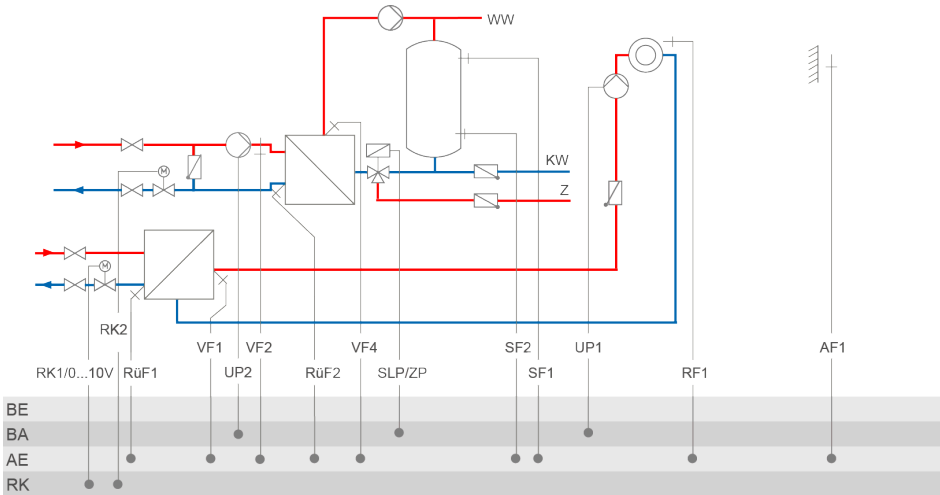 WW
M
KW
Z
M
RK2
VF1 VF2 VF4 SF2 UP1 AF1
RK1/0...10V RüF1 UP2 RüF2 SLP/ZP SF1 RF1
BE
BA
AE
RK